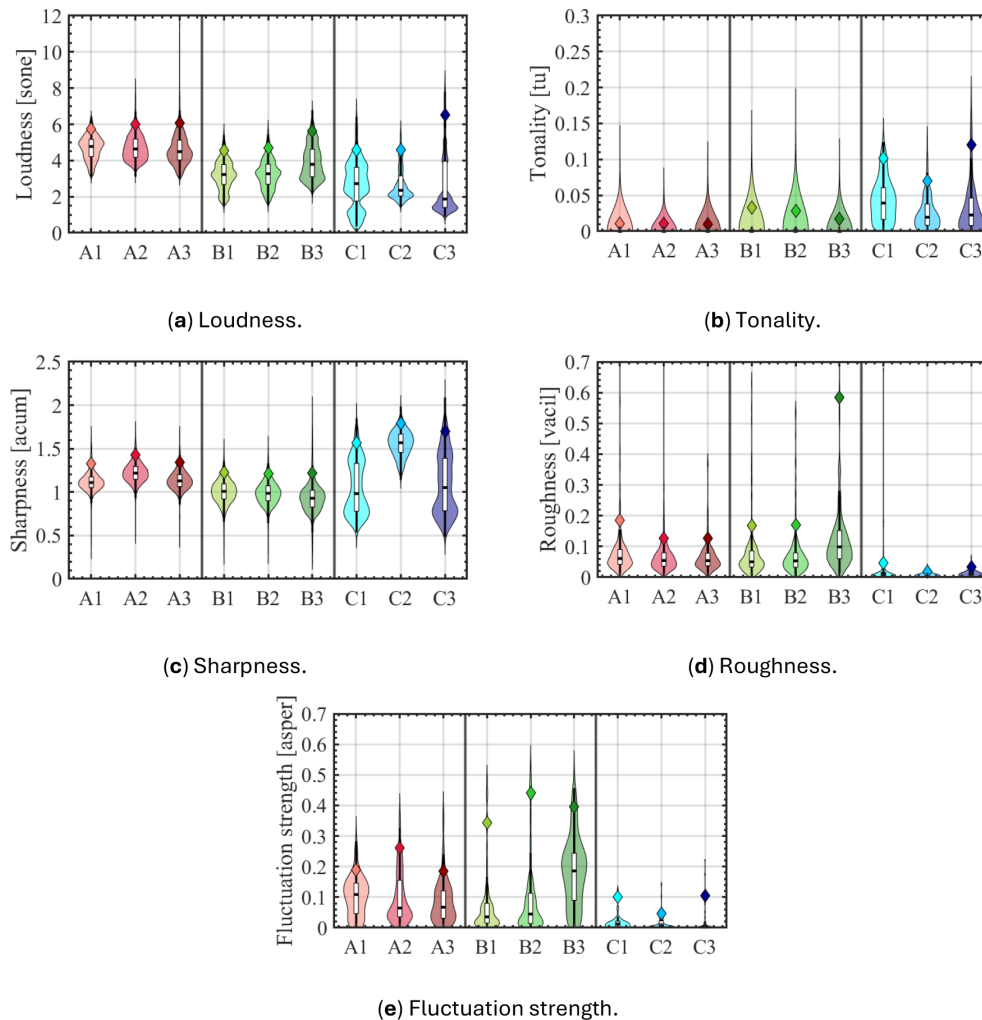 Loudness [sone]
12
10
8
6
4
2
0
A1 A2 A3 B1 B2 B3 C1 C2 C3
(a) Loudness.
Tonality [tu]
0.3
0.25
0.2
0.15
0.1
0.05
0
A1 A2 A3 B1 B2 B3 C1 C2 C3
(b) Tonality.
Sharpness [acum]
2.5
2
1.5
1
0.5
0
A1 A2 A3 B1 B2 B3 C1 C2 C3
(c) Sharpness.
Roughness [vacil]
0.7
0.6
0.5
0.4
0.3
0.2
0.1
0
A1 A2 A3 B1 B2 B3 C1 C2 C3
(d) Roughness.
Fluctuation strength [asper]
0.7
0.6
0.5
0.4
0.3
0.2
0.1
0
A1 A2 A3 B1 B2 B3 C1 C2 C3
(e) Fluctuation strength.